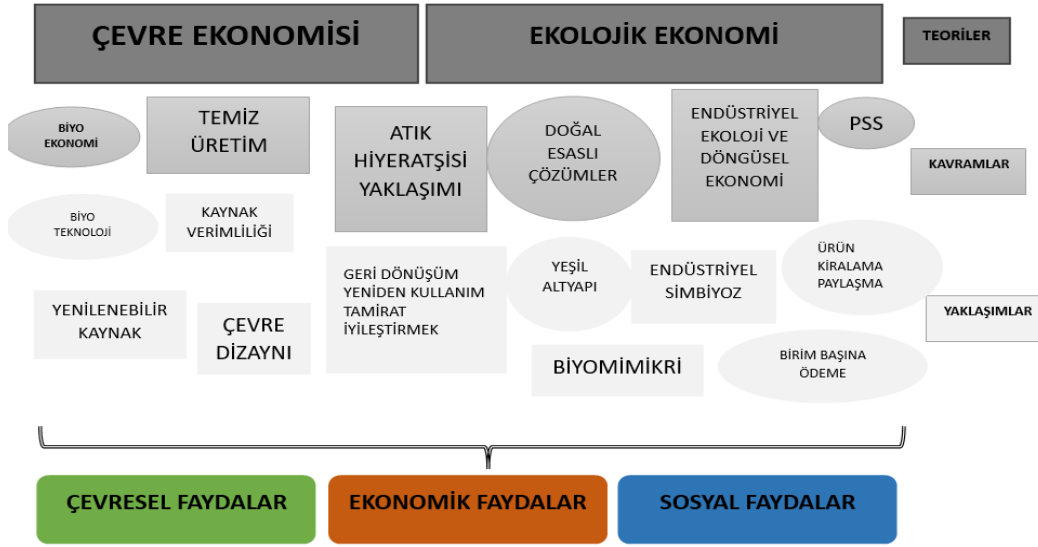 ÇEVRE EKONOMİSİ
EKOLOJİK EKONOMİ
TEORİLER
BİYO
EKONOMİ
TEMİZ
ÜRETİM
ATIK
HİYERATŞİSİ
YAKLAŞIMI
DOĞAL
ESASLI
ÇÖZÜMLER
ENDÜSTRİYEL
EKOLOJİ VE
DÖNGÜSEL
EKONOMİ
PSS
KAVRAMLAR
BİYO
TEKNOLOJİ
KAYNAK
VERİMLİLİĞİ
GERİ DÖNÜŞÜM
YENİDEN KULLANIM
TAMİRAT
İYİLEŞTİRMEK
YEŞİL
ALTYAPI
ENDÜSTRİYEL
SİMBİYOZ
ÜRÜN
KİRALAMA
PAYLAŞMA
YENİLENEBİLİR
KAYNAK
ÇEVRE
DİZAYNI
BİYOMİMİKRİ
BİRİM BAŞINA
ÖDEME
YAKLAŞIMLAR
ÇEVRESEL FAYDALAR
EKONOMİK FAYDALAR
SOSYAL FAYDALAR